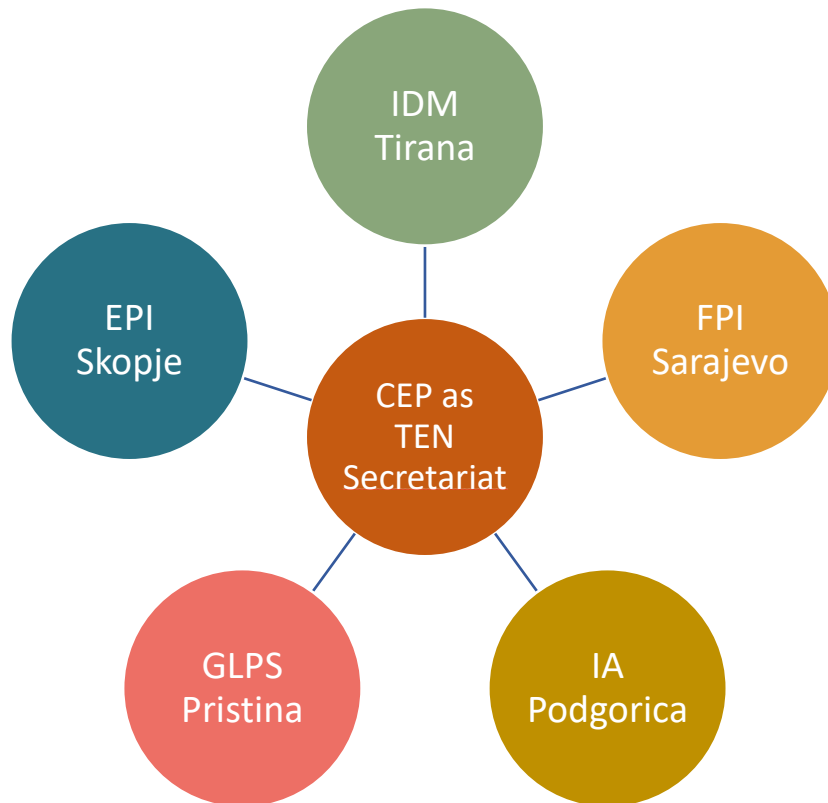 IDM
Tirana
EPI
Skopje
FPI
Sarajevo
CEP as
TEN
Secretariat
GLPS
Pristina
IA
Podgorica